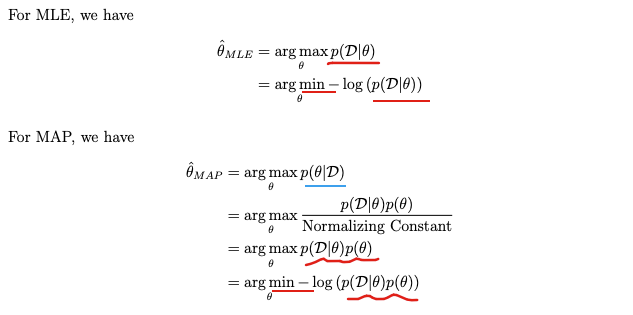 For MLE, we have
θ̂_MLE = arg max_θ p(𝒟|θ)
= arg min_θ − log (p(𝒟|θ))
For MAP, we have
θ̂_MAP = arg max_θ p(θ|𝒟)
= arg max_θ p(𝒟|θ)p(θ) / Normalizing Constant
= arg max_θ p(𝒟|θ)p(θ)
= arg min_θ − log (p(𝒟|θ)p(θ))